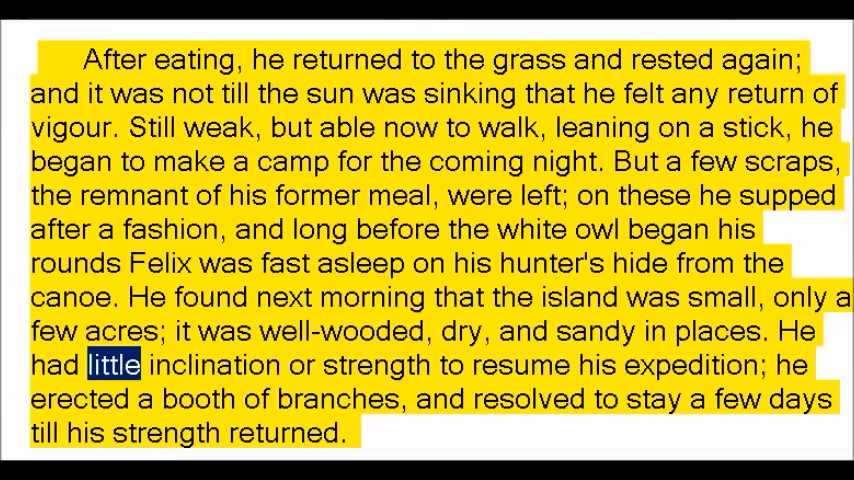 After eating, he returned to the grass and rested again;
and it was not till the sun was sinking that he felt any return of
vigour. Still weak, but able now to walk, leaning on a stick, he
began to make a camp for the coming night. But a few scraps,
the remnant of his former meal, were left; on these he supped
after a fashion, and long before the white owl began his
rounds Felix was fast asleep on his hunter's hide from the
canoe. He found next morning that the island was small, only a
few acres; it was well-wooded, dry, and sandy in places. He
had little inclination or strength to resume his expedition; he
erected a booth of branches, and resolved to stay a few days
till his strength returned.